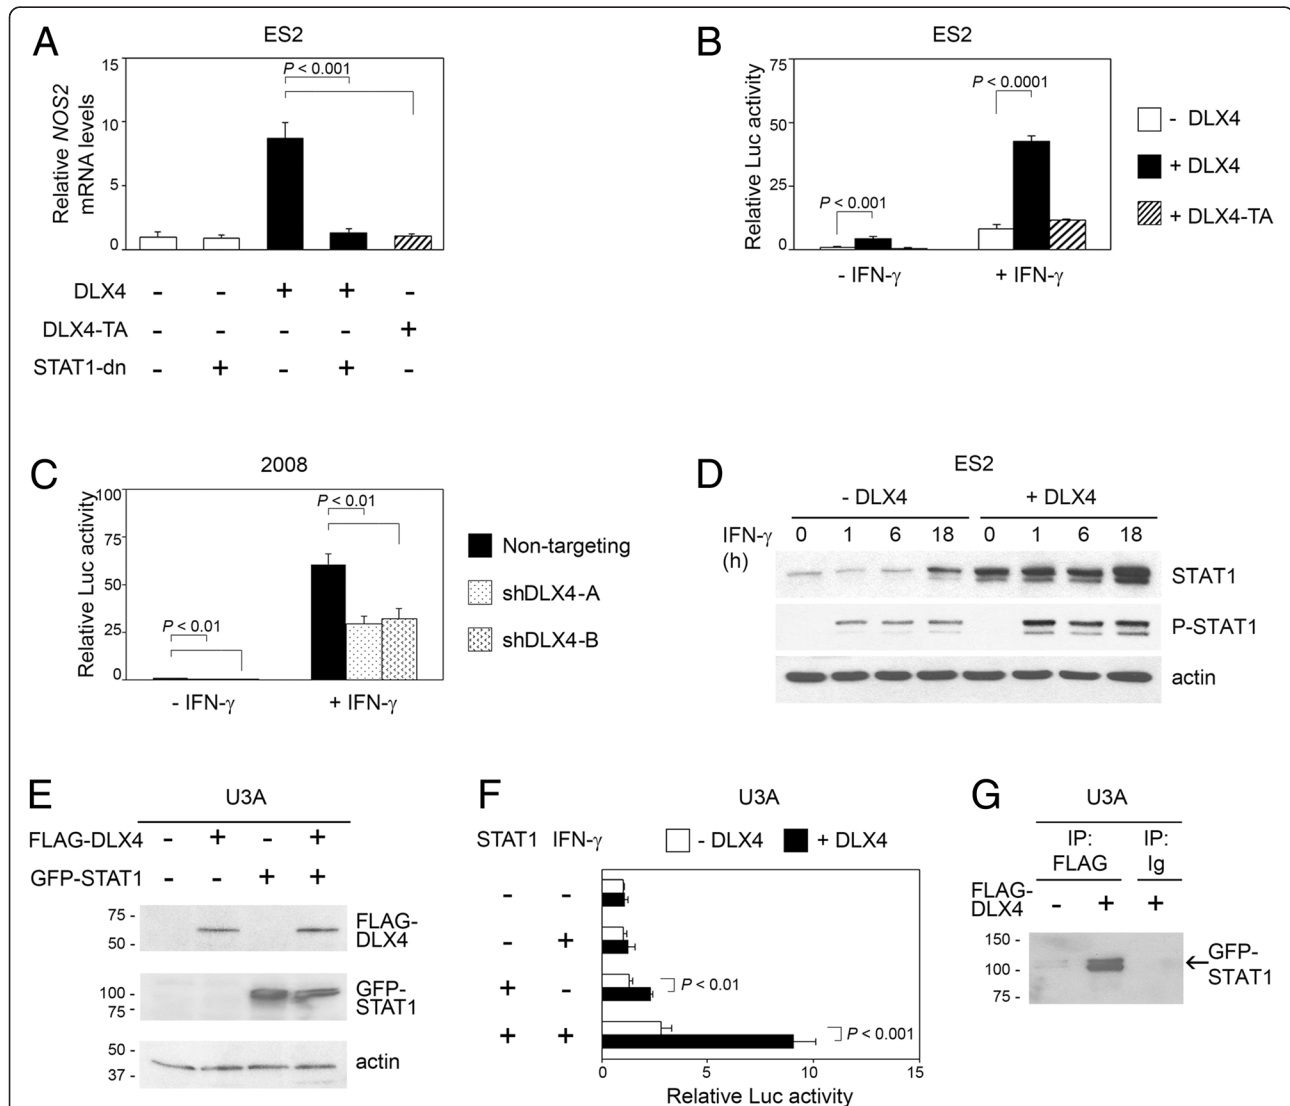 A
ES2
Relative NOS2
mRNA levels
15
10
5
0
P < 0.001
DLX4 - - + + -
DLX4-TA - - - - +
STAT1-dn - + - + -
B
ES2
Relative Luc activity
75
50
25
0
P < 0.001
P < 0.0001
- IFN-γ + IFN-γ
- DLX4
+ DLX4
+ DLX4-TA
C
2008
Relative Luc activity
100
75
50
25
0
P < 0.01
P < 0.01
- IFN-γ + IFN-γ
Non-targeting
shDLX4-A
shDLX4-B
D
ES2
- DLX4 + DLX4
IFN-γ 0 1 6 18 0 1 6 18
(h)
STAT1
P-STAT1
actin
E
U3A
FLAG-DLX4 - + - +
GFP-STAT1 - - + +
75 -
50 -
FLAG-
DLX4
100 -
75 -
GFP-
STAT1
50 -
37 -
actin
F
U3A
STAT1 IFN-γ
- DLX4 + DLX4
- -
- +
+ -
P < 0.01
+ +
P < 0.001
0 5 10 15
Relative Luc activity
G
U3A
IP: IP:
FLAG Ig
FLAG-
DLX4 - + +
150 -
100 -
75 -
GFP-
STAT1